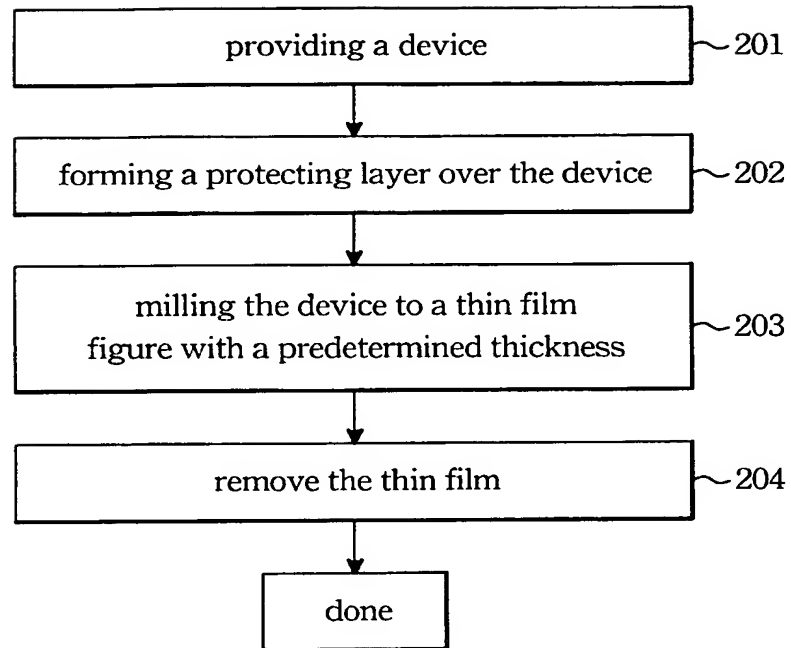 providing a device
201
forming a protecting layer over the device
202
milling the device to a thin film
figure with a predetermined thickness
203
remove the thin film
204
done